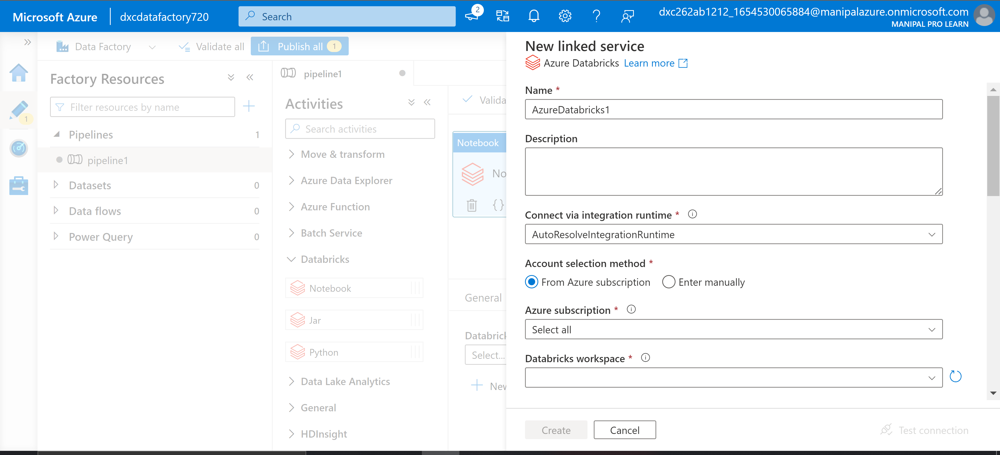 Microsoft Azure
dxcdatafactory720
Search
2
dxc262ab1212_1654530065884@manipalazure.onmicrosoft.com
MANIPAL PRO LEARN
Data Factory
Validate all
Publish all
1
Factory Resources
Filter resources by name
1
Pipelines
1
pipeline1
Datasets
0
Data flows
0
Power Query
0
pipeline1
Activities
Search activities
Move & transform
Azure Data Explorer
Azure Function
Batch Service
Databricks
Notebook
Jar
Python
Data Lake Analytics
General
HDInsight
Valida
Notebook
No
{}
General
Databrick
Select...
New
New linked service
Azure Databricks Learn more
Name *
AzureDatabricks1
Description
Connect via integration runtime *
AutoResolveIntegrationRuntime
Account selection method *
From Azure subscription
Enter manually
Azure subscription *
Select all
Databricks workspace *
Create
Cancel
Test connection